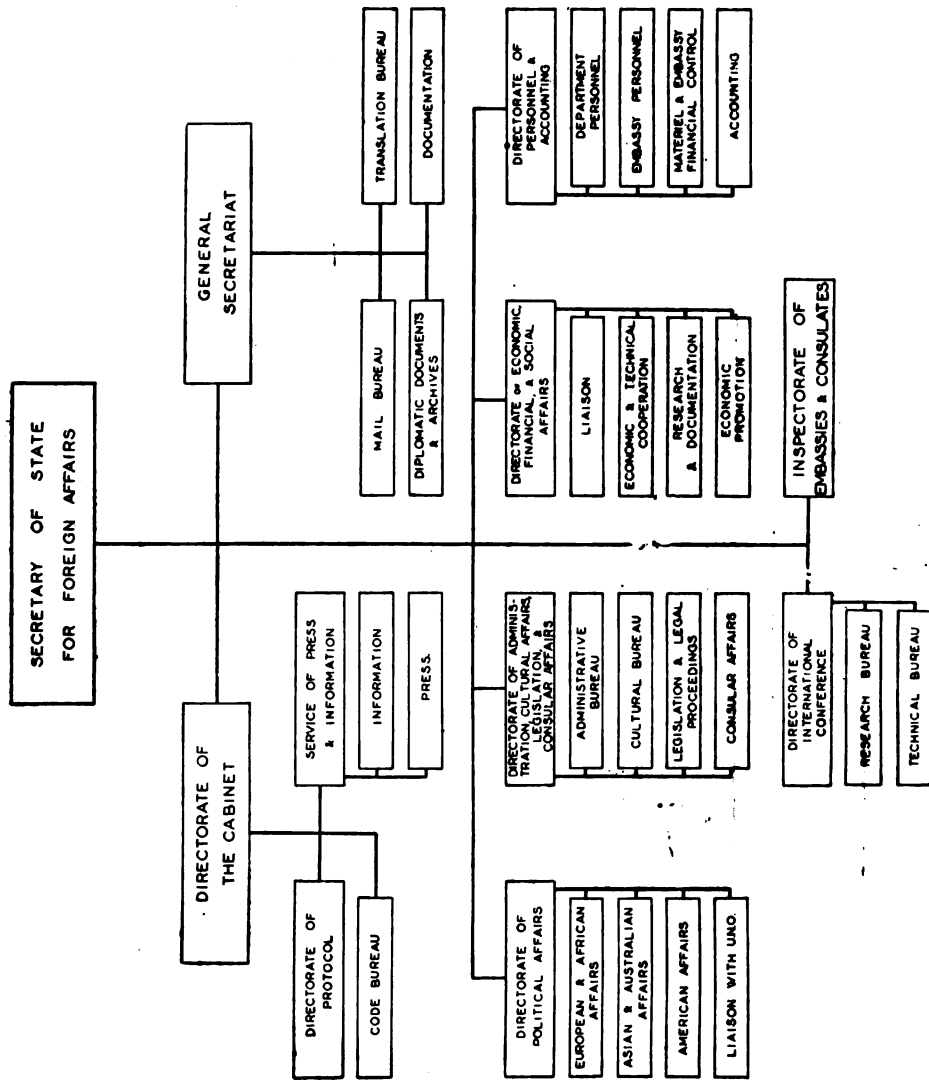 SECRETARY OF STATE
FOR FOREIGN AFFAIRS
DIRECTORATE OF
THE CABINET
GENERAL
SECRETARIAT
DIRECTORATE OF
PROTOCOL
CODE BUREAU
SERVICE OF PRESS
& INFORMATION
INFORMATION
PRESS.
MAIL BUREAU
DIPLOMATIC DOCUMENTS
& ARCHIVES
TRANSLATION BUREAU
DOCUMENTATION
DIRECTORATE OF
POLITICAL AFFAIRS
EUROPEAN & AFRICAN
AFFAIRS
ASIAN & AUSTRALIAN
AFFAIRS
AMERICAN AFFAIRS
LIAISON WITH U.N.O.
DIRECTORATE OF ADMINIS-
TRATION, CULTURAL AFFAIRS,
LEGISLATION, &
CONSULAR AFFAIRS
ADMINISTRATIVE
BUREAU
CULTURAL BUREAU
LEGISLATION & LEGAL
PROCEEDINGS
CONSULAR AFFAIRS
DIRECTORATE OF ECONOMIC,
FINANCIAL, & SOCIAL
AFFAIRS
LIAISON
ECONOMIC & TECHNICAL
COOPERATION
RESEARCH
& DOCUMENTATION
ECONOMIC
PROMOTION
DIRECTORATE OF
PERSONNEL &
ACCOUNTING
DEPARTMENT
PERSONNEL
EMBASSY PERSONNEL
MATERIEL & EMBASSY
FINANCIAL CONTROL
ACCOUNTING
DIRECTORATE OF
INTERNATIONAL
CONFERENCE
RESEARCH BUREAU
TECHNICAL BUREAU
INSPECTORATE OF
EMBASSIES & CONSULATES